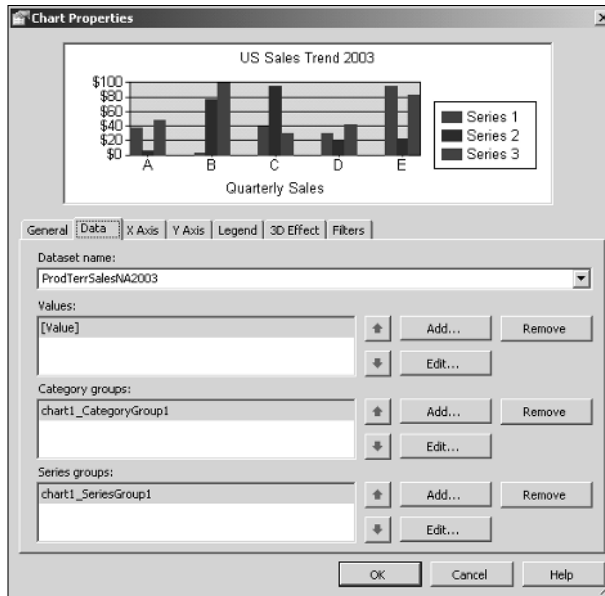 Chart Properties
US Sales Trend 2003
$100
$80
$60
$40
$20
$0
A B C D E
Quarterly Sales
Series 1
Series 2
Series 3
General Data X Axis Y Axis Legend 3D Effect Filters
Dataset name:
ProdTerrSalesNA2003
Values:
[Value]
Add... Remove
Edit...
Category groups:
chart1_CategoryGroup1
Add... Remove
Edit...
Series groups:
chart1_SeriesGroup1
Add... Remove
Edit...
OK Cancel Help